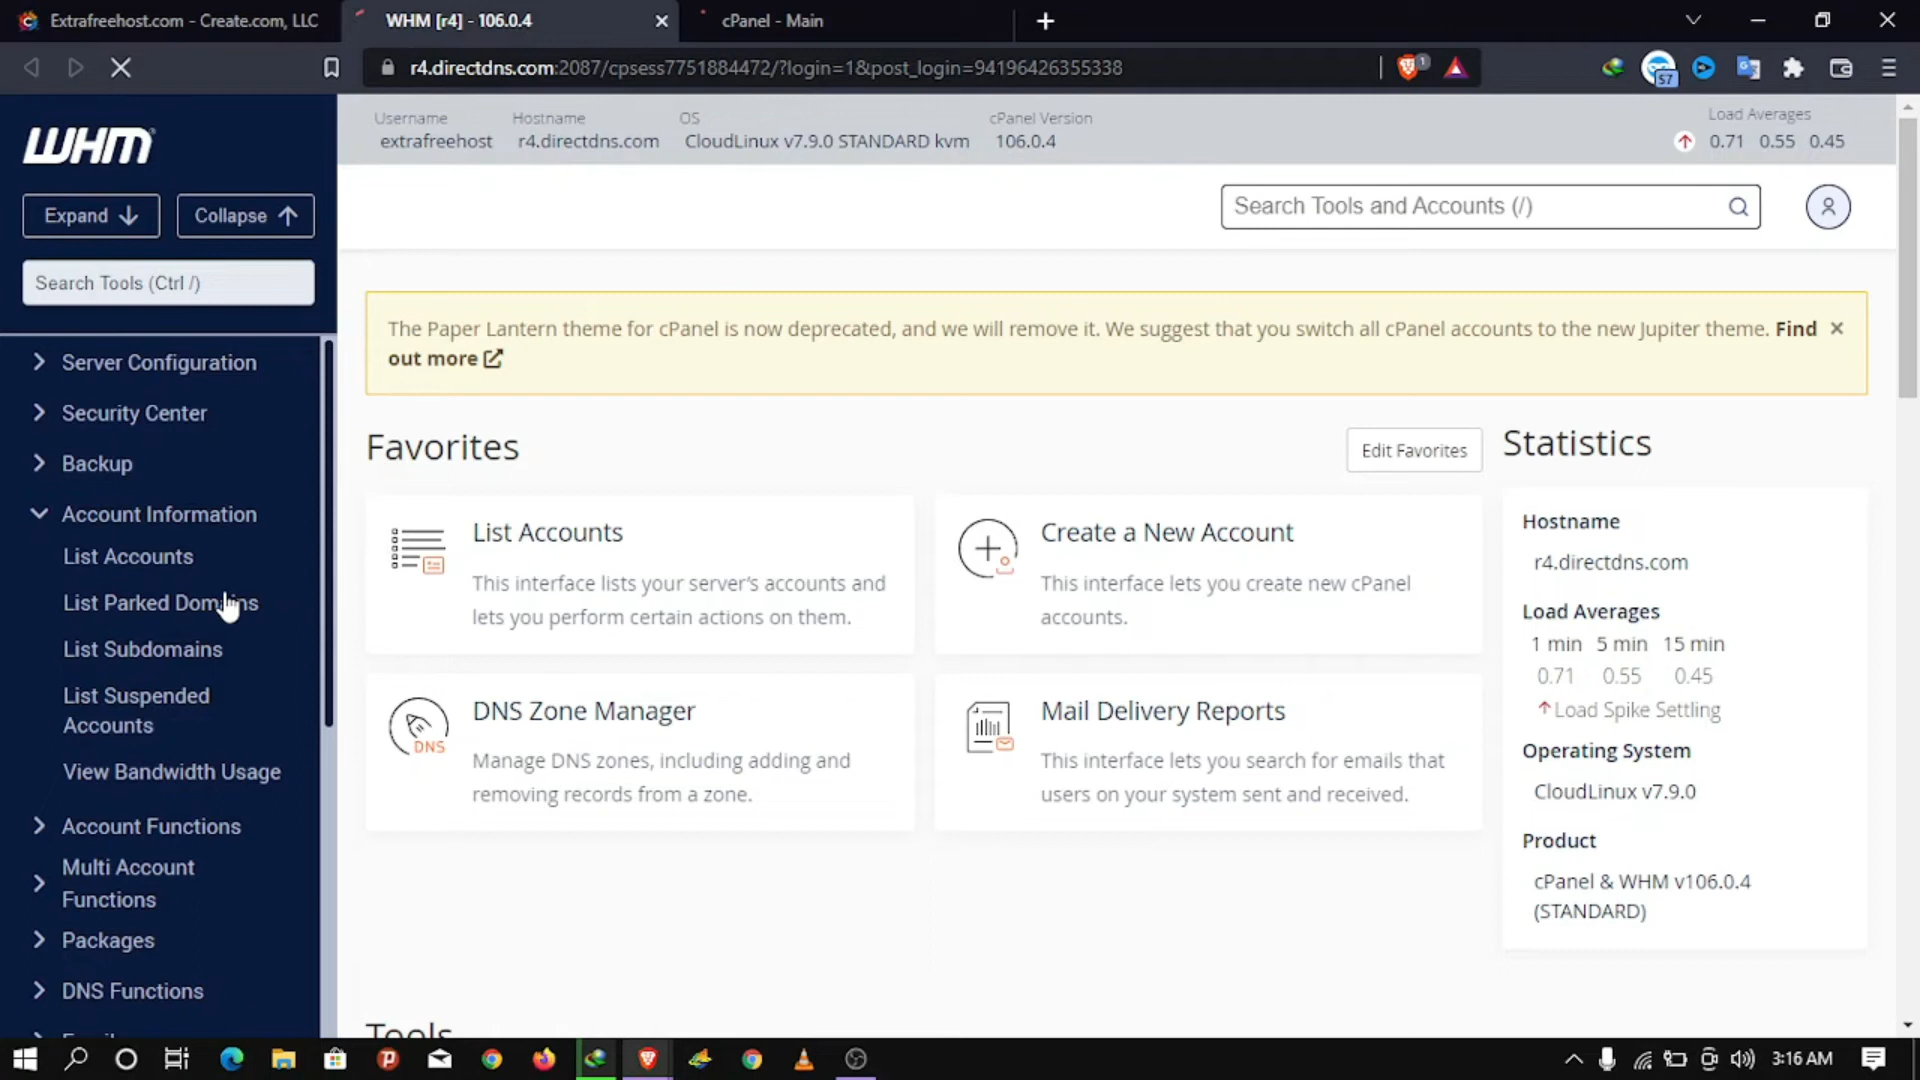 Extrafreehost.com - Create.com, LLC
WHM [r4] - 106.0.4
cPanel - Main
r4.directdns.com:2087/cpsess7751884472/?login=1&post_login=94196426355338
1
57
WHM
Username
extrafreehost
Hostname
r4.directdns.com
OS
CloudLinux v7.9.0 STANDARD kvm
cPanel Version
106.0.4
Load Averages
0.71 0.55 0.45
Expand
Collapse
Search Tools (Ctrl /)
Search Tools and Accounts (/)
Server Configuration
Security Center
Backup
Account Information
List Accounts
List Parked Domains
List Subdomains
List Suspended
Accounts
View Bandwidth Usage
Account Functions
Multi Account
Functions
Packages
DNS Functions
The Paper Lantern theme for cPanel is now deprecated, and we will remove it. We suggest that you switch all cPanel accounts to the new Jupiter theme. Find
out more
Favorites
Edit Favorites
List Accounts
This interface lists your server's accounts and
lets you perform certain actions on them.
Create a New Account
This interface lets you create new cPanel
accounts.
DNS
DNS Zone Manager
Manage DNS zones, including adding and
removing records from a zone.
Mail Delivery Reports
This interface lets you search for emails that
users on your system sent and received.
Tools
Statistics
Hostname
r4.directdns.com
Load Averages
1 min 5 min 15 min
0.71 0.55 0.45
Load Spike Settling
Operating System
CloudLinux v7.9.0
Product
cPanel & WHM v106.0.4
(STANDARD)
3:16 AM